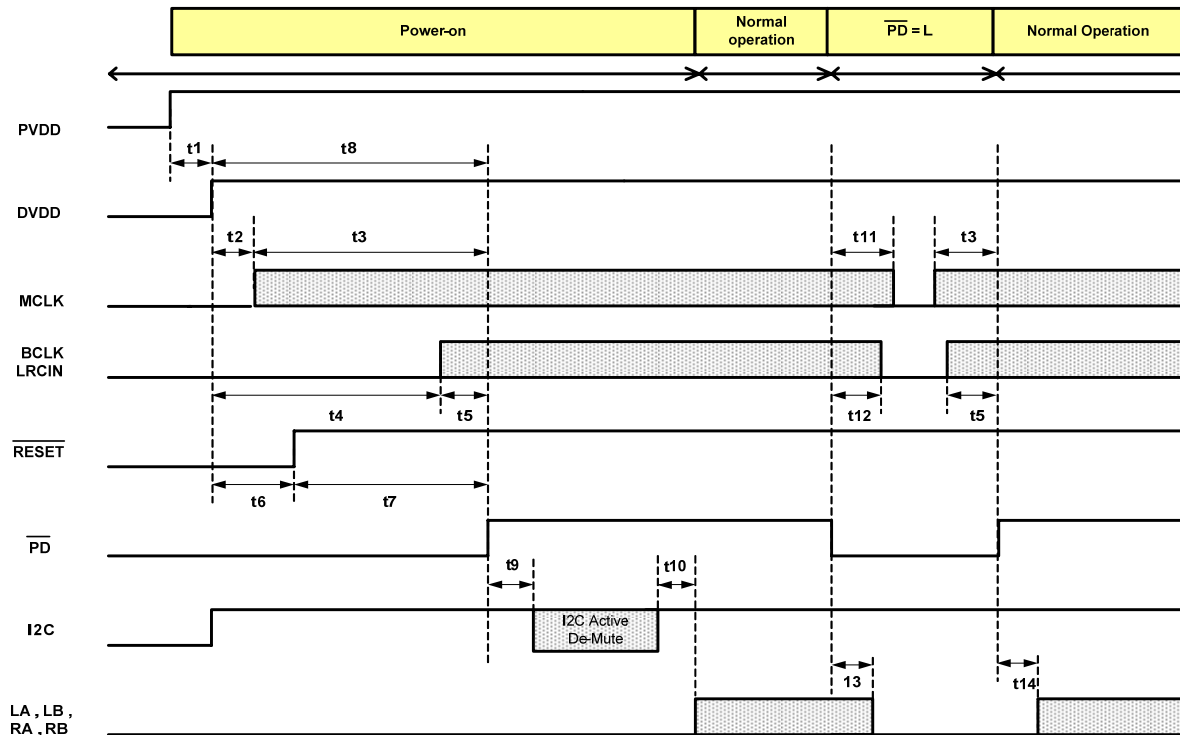 Power-on
Normal
operation
PD = L
Normal Operation
PVDD
t1
t8
DVDD
t2
t3
t11
t3
MCLK
BCLK
LRCIN
t4
t5
t12
t5
RESET
t6
t7
PD
t9
t10
I2C
I2C Active
De-Mute
13
t14
LA , LB ,
RA , RB